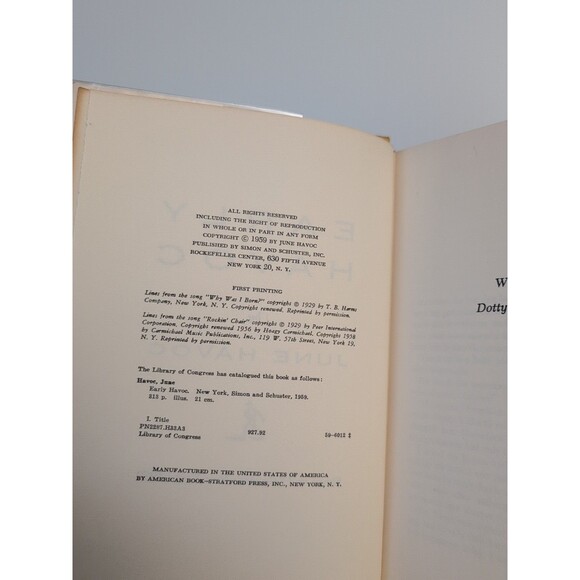 ALL RIGHTS RESERVED
INCLUDING THE RIGHT OF REPRODUCTION
IN WHOLE OR IN PART IN ANY FORM
COPYRIGHT © 1959 BY JUNE HAVOC
PUBLISHED BY SIMON AND SCHUSTER, INC.
ROCKEFELLER CENTER, 630 FIFTH AVENUE
NEW YORK 20, N. Y.
FIRST PRINTING
Lines from the song "Why Was I Born?" copyright © 1929 by T. B. Harms
Company, New York, N. Y. Copyright renewed. Reprinted by permission.
Lines from the song "Rockin' Chair" copyright © 1929 by Peer International
Corporation. Copyright renewed 1956 by Hoagy Carmichael. Copyright 1958
by Carmichael Music Publications, Inc., 119 W. 57th Street, New York 19,
N. Y. Reprinted by permission.
The Library of Congress has catalogued this book as follows:
Havoc, June
Early Havoc. New York, Simon and Schuster, 1959.
313 p. illus. 21 cm.
1. Title
PN2287.H33A3 927.92 59-6012 ‡
Library of Congress
MANUFACTURED IN THE UNITED STATES OF AMERICA
BY AMERICAN BOOK–STRATFORD PRESS, INC., NEW YORK, N. Y.
W
Dotty